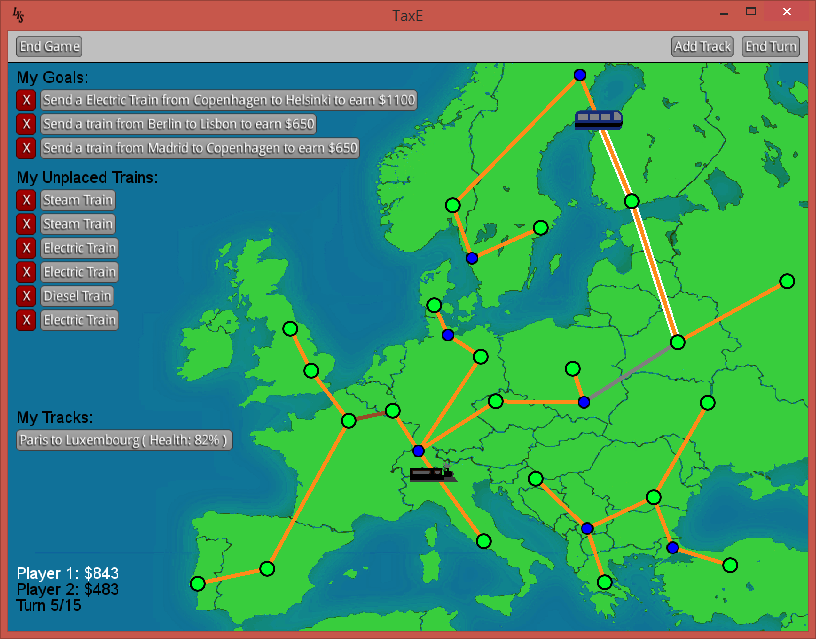 TaxE
End Game
Add Track
End Turn
My Goals:
X Send a Electric Train from Copenhagen to Helsinki to earn $1100
X Send a train from Berlin to Lisbon to earn $650
X Send a train from Madrid to Copenhagen to earn $650
My Unplaced Trains:
X Steam Train
X Steam Train
X Electric Train
X Electric Train
X Diesel Train
X Electric Train
My Tracks:
Paris to Luxembourg ( Health: 82% )
Player 1: $843
Player 2: $483
Turn 5/15